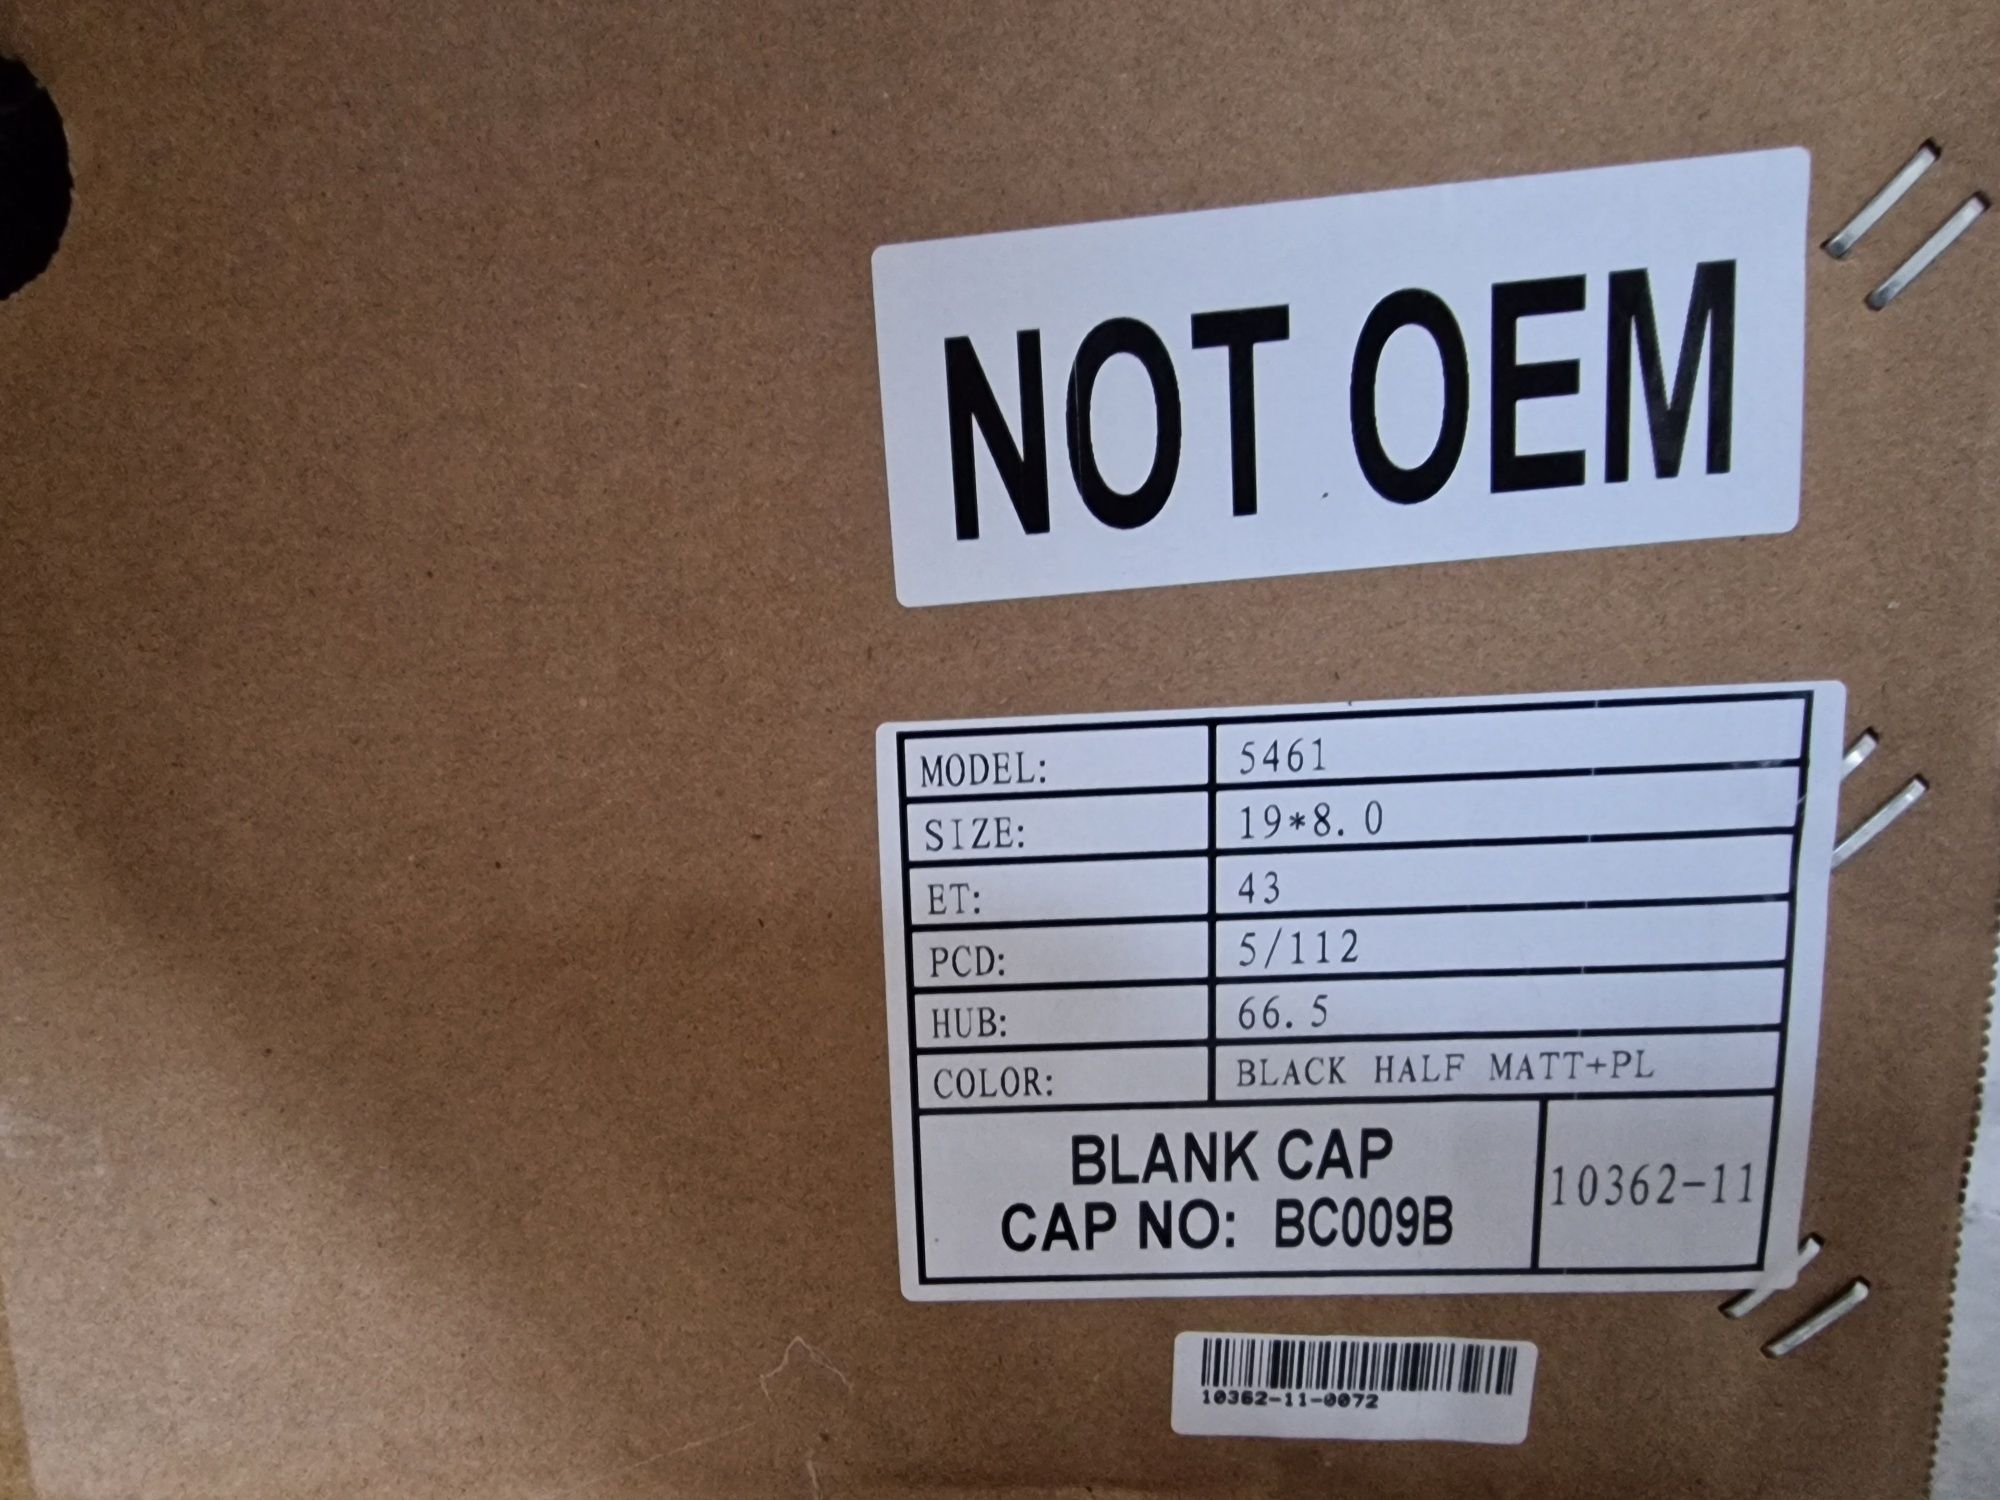 NOT OEM
MODEL: 5461
SIZE: 19*8.0
ET: 43
PCD: 5/112
HUB: 66.5
COLOR: BLACK HALF MATT+PL
BLANK CAP
CAP NO: BC009B
10362-11
10362-11-0072